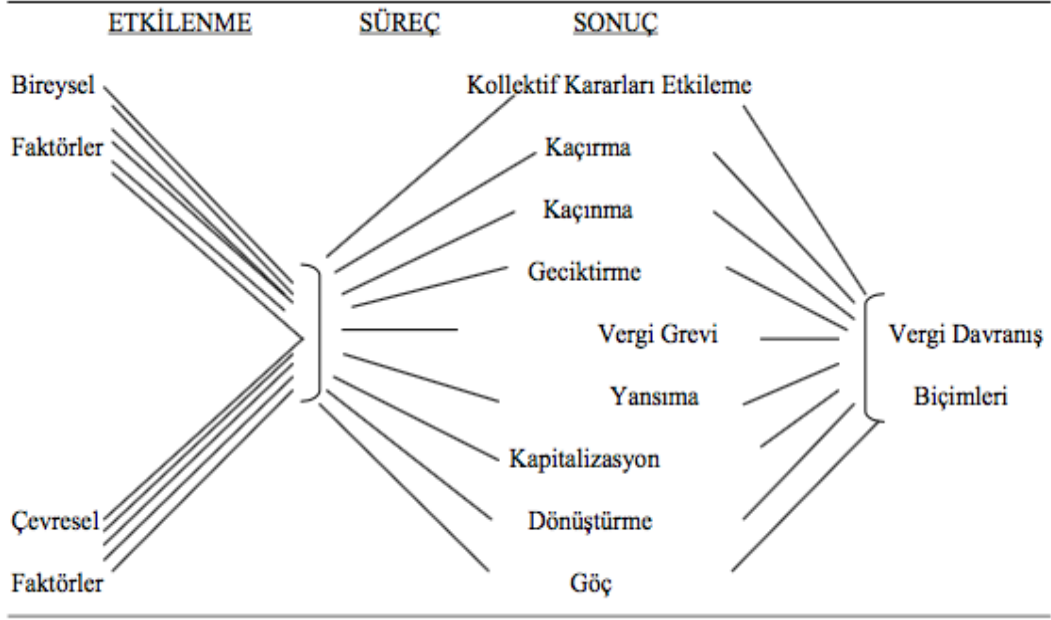 ETKİLENME SÜREÇ SONUÇ
Bireysel Kollektif Kararları Etkileme
Faktörler Kaçırma
Kaçınma
Geciktirme
Vergi Grevi Vergi Davranış
Yansıma Biçimleri
Kapitalizasyon
Çevresel Dönüştürme
Faktörler Göç